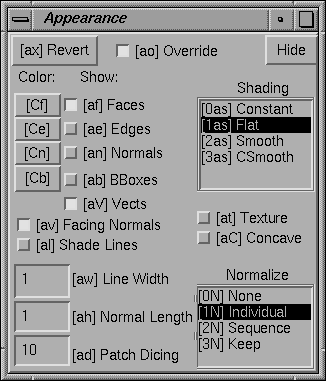 Appearance
[ax] Revert
[ao] Override
Hide
Color:
Show:
[Cf]
[af] Faces
[Ce]
[ae] Edges
[Cn]
[an] Normals
[Cb]
[ab] BBoxes
[aV] Vects
[av] Facing Normals
[al] Shade Lines
Shading
[0as] Constant
[1as] Flat
[2as] Smooth
[3as] CSmooth
[at] Texture
[aC] Concave
1
[aw] Line Width
1
[ah] Normal Length
10
[ad] Patch Dicing
Normalize
[0N] None
[1N] Individual
[2N] Sequence
[3N] Keep